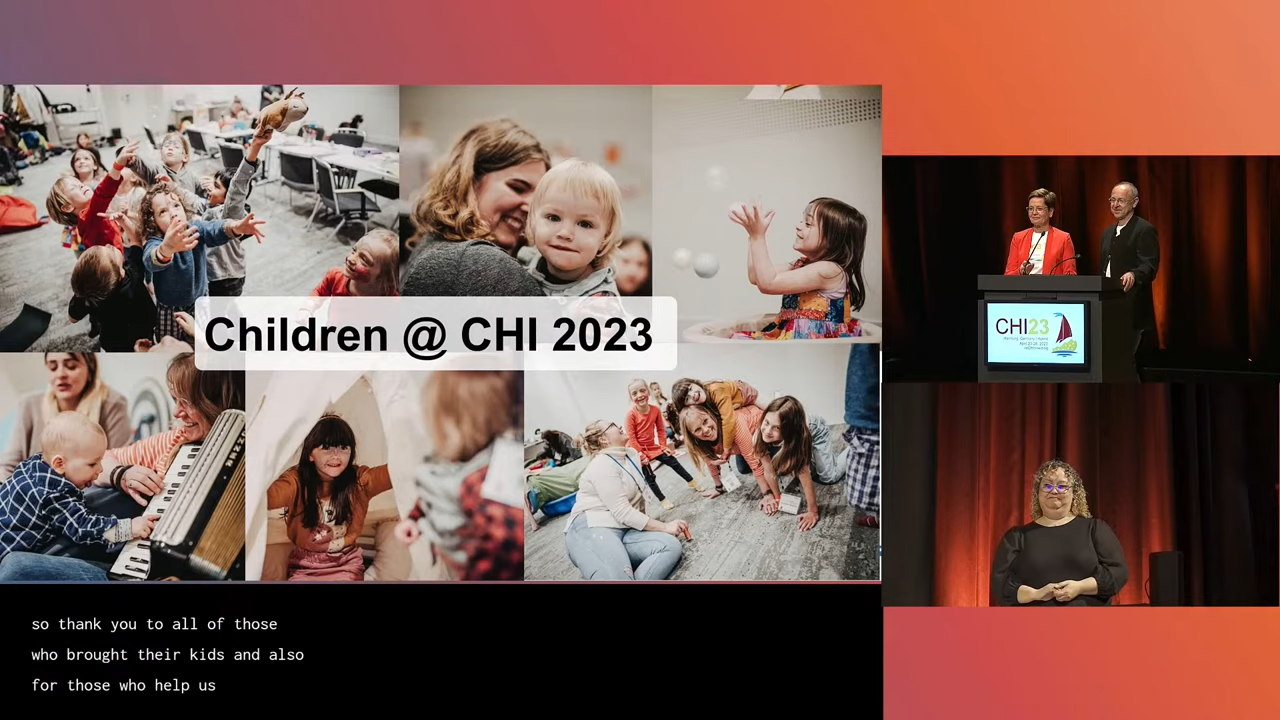 Children @ CHI 2023
CHI23
so thank you to all of those
who brought their kids and also
for those who help us